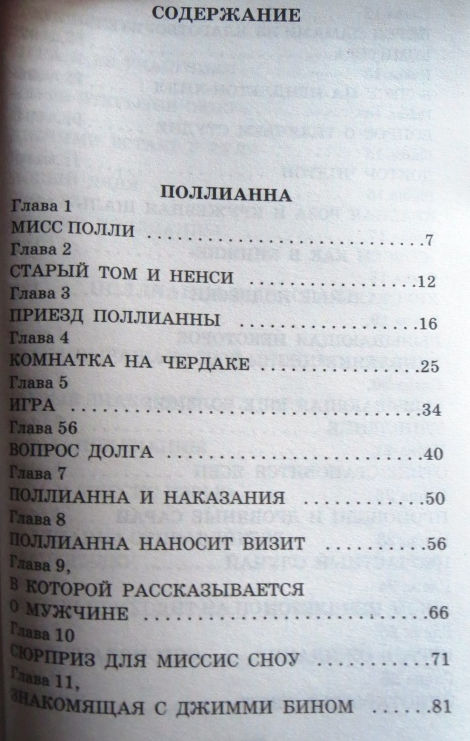 СОДЕРЖАНИЕ
ПОЛЛИАННА
Глава 1
МИСС ПОЛЛИ ........................ 7
Глава 2
СТАРЫЙ ТОМ И НЕНСИ ............... 12
Глава 3
ПРИЕЗД ПОЛЛИАННЫ ................ 16
Глава 4
КОМНАТКА НА ЧЕРДАКЕ ............. 25
Глава 5
ИГРА ............................. 34
Глава 56
ВОПРОС ДОЛГА ..................... 40
Глава 7
ПОЛЛИАННА И НАКАЗАНИЯ .......... 50
Глава 8
ПОЛЛИАННА НАНОСИТ ВИЗИТ ....... 56
Глава 9,
В КОТОРОЙ РАССКАЗЫВАЕТСЯ
О МУЖЧИНЕ ........................ 66
Глава 10
СЮРПРИЗ ДЛЯ МИССИС СНОУ ....... 71
Глава 11,
ЗНАКОМЯЩАЯ С ДЖИММИ БИНОМ .... 81